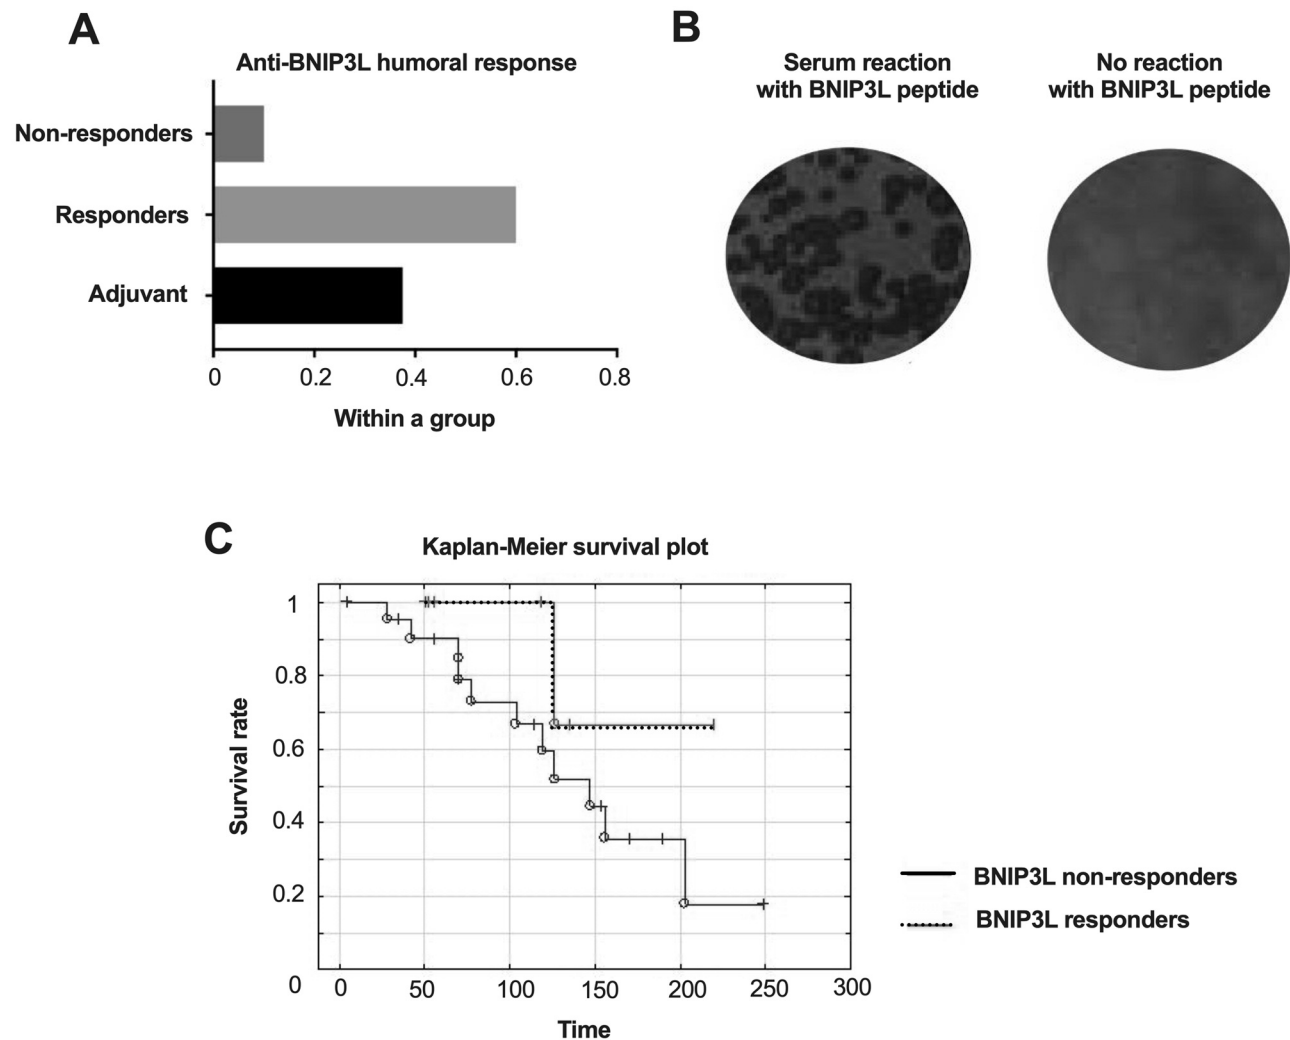 A
Anti-BNIP3L humoral response
Non-responders
Responders
Adjuvant
0 0.2 0.4 0.6 0.8
Within a group
B
Serum reaction
with BNIP3L peptide
No reaction
with BNIP3L peptide
C
Kaplan-Meier survival plot
1
0.8
0.6
0.4
0.2
0
Survival rate
0 50 100 150 200 250 300
Time
BNIP3L non-responders
BNIP3L responders